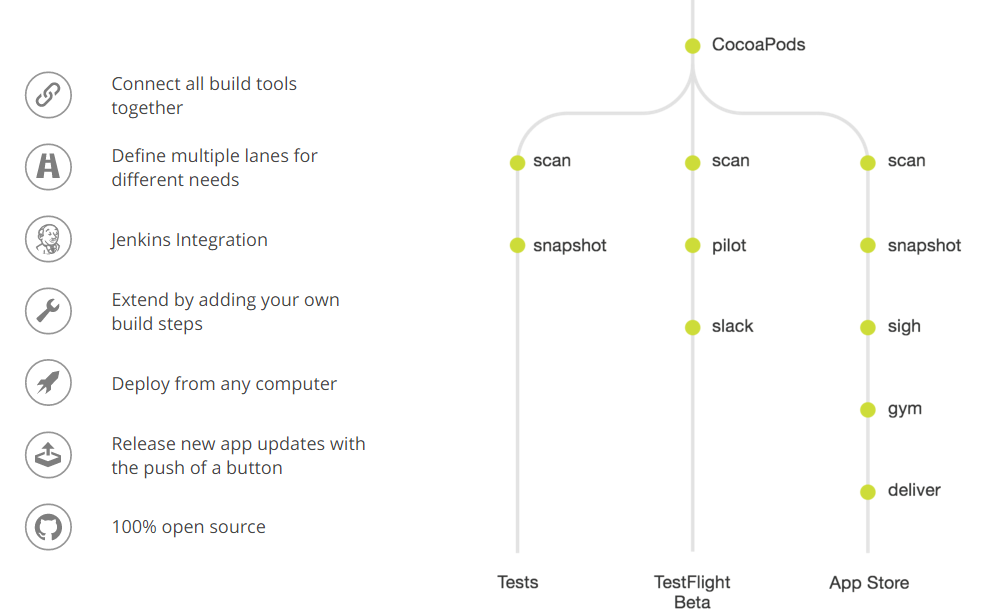 Connect all build tools
together
Define multiple lanes for
different needs
Jenkins Integration
Extend by adding your own
build steps
Deploy from any computer
Release new app updates with
the push of a button
100% open source
CocoaPods
scan
snapshot
Tests
scan
pilot
slack
TestFlight
Beta
scan
snapshot
sigh
gym
deliver
App Store